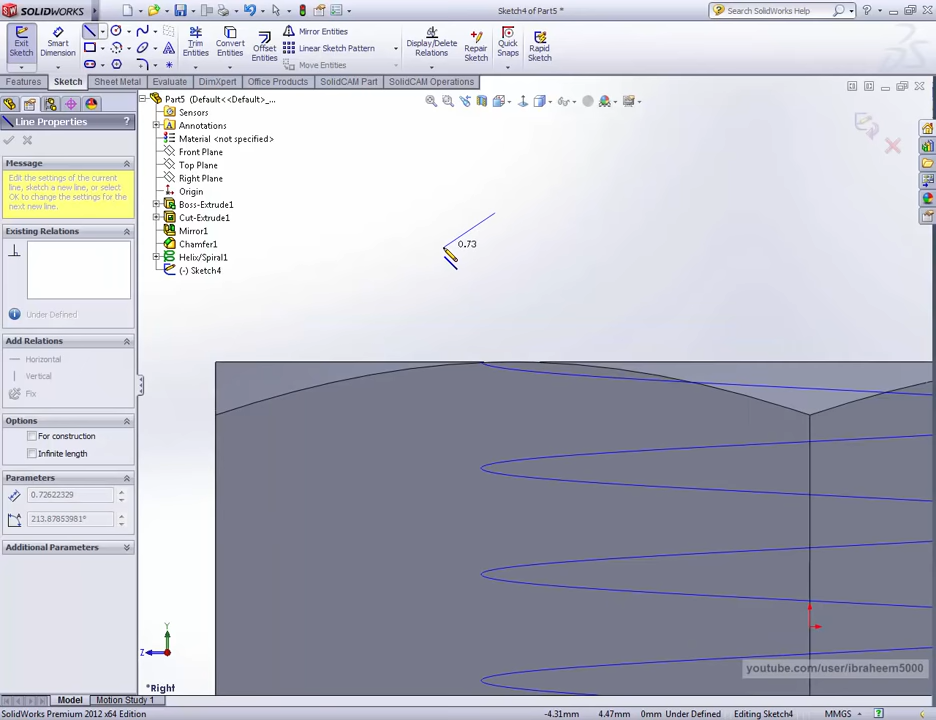 SOLIDWORKS
Sketch4 of Part5 *
Search SolidWorks Help
Exit Sketch
Smart Dimension
Trim Entities
Convert Entities
Offset Entities
Mirror Entities
Linear Sketch Pattern
Move Entities
Display/Delete Relations
Repair Sketch
Quick Snaps
Rapid Sketch
Features
Sketch
Sheet Metal
Evaluate
DimXpert
Office Products
SolidCAM Part
SolidCAM Operations
Line Properties
?
Message
Edit the settings of the current line, sketch a new line, or select OK to change the settings for the next new line.
Existing Relations
Under Defined
Add Relations
Horizontal
Vertical
Fix
Options
For construction
Infinite length
Parameters
0.72622329
213.87853981°
Additional Parameters
Part5 (Default<<Default>_...
Sensors
Annotations
Material <not specified>
Front Plane
Top Plane
Right Plane
Origin
Boss-Extrude1
Cut-Extrude1
Mirror1
Chamfer1
Helix/Spiral1
(-) Sketch4
0.73
Y
Z
*Right
youtube.com/user/ibraheem5000
Model
Motion Study 1
SolidWorks Premium 2012 x64 Edition
-4.31mm
4.47mm
0mm
Under Defined
Editing Sketch4
MMGS